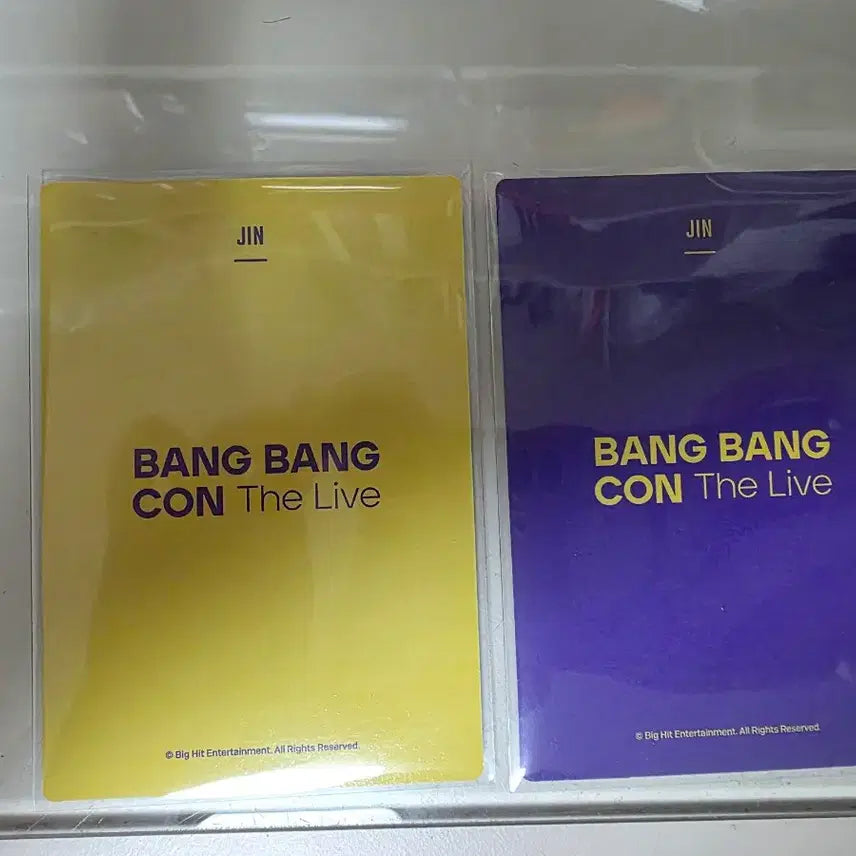 JIN
BANG BANG
CON The Live
© Big Hit Entertainment. All Rights Reserved.
JIN
BANG BANG
CON The Live
© Big Hit Entertainment. All Rights Reserved.